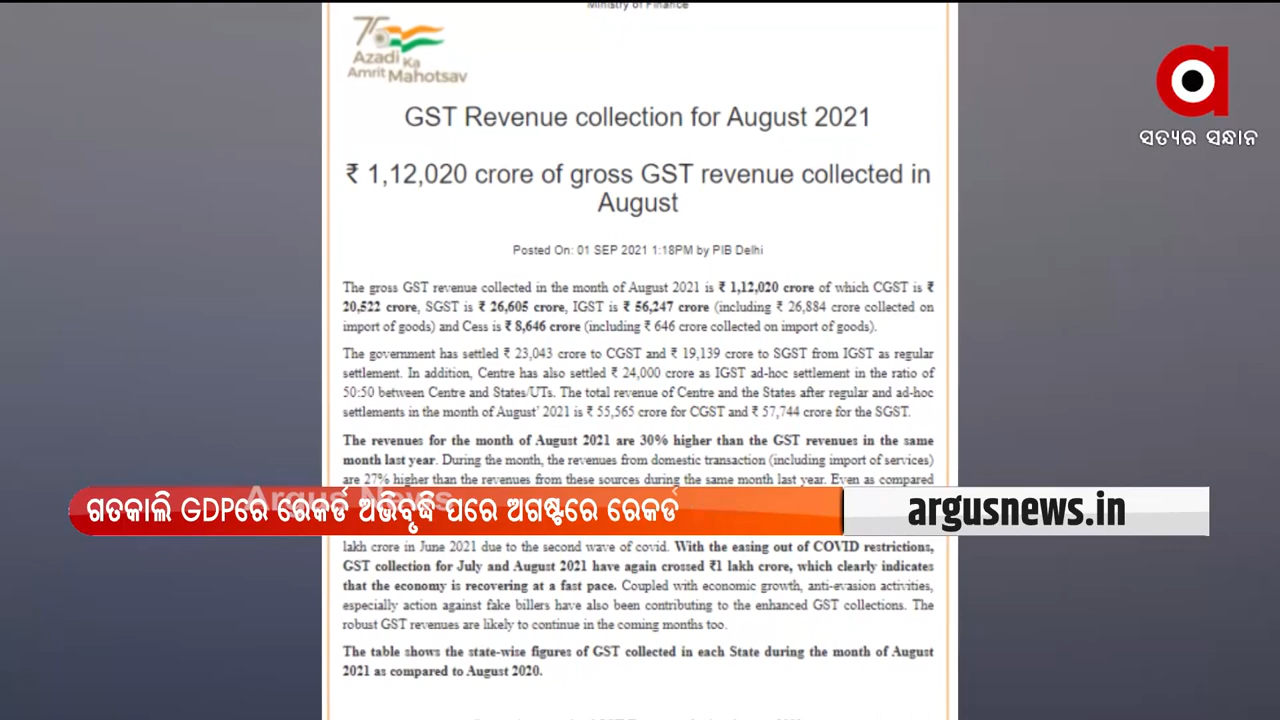 Ministry of Finance
75
Azadi Ka
Amrit Mahotsav
ସତ୍ୟର ସନ୍ଧାନ
GST Revenue collection for August 2021
₹ 1,12,020 crore of gross GST revenue collected in
August
Posted On: 01 SEP 2021 1:18PM by PIB Delhi
The gross GST revenue collected in the month of August 2021 is ₹ 1,12,020 crore of which CGST is ₹
20,522 crore, SGST is ₹ 26,605 crore, IGST is ₹ 56,247 crore (including ₹ 26,884 crore collected on
import of goods) and Cess is ₹ 8,646 crore (including ₹ 646 crore collected on import of goods).
The government has settled ₹ 23,043 crore to CGST and ₹ 19,139 crore to SGST from IGST as regular
settlement. In addition, Centre has also settled ₹ 24,000 crore as IGST ad-hoc settlement in the ratio of
50:50 between Centre and States/UTs. The total revenue of Centre and the States after regular and ad-hoc
settlements in the month of August' 2021 is ₹ 55,565 crore for CGST and ₹ 57,744 crore for the SGST.
The revenues for the month of August 2021 are 30% higher than the GST revenues in the same
month last year. During the month, the revenues from domestic transaction (including import of services)
are 27% higher than the revenues from these sources during the same month last year. Even as compared
Argus News
ଗତକାଲି GDPରେ ରେକର୍ଡ ଅଭିବୃଦ୍ଧି ପରେ ଅଗଷ୍ଟରେ ରେକର୍ଡ
argusnews.in
lakh crore in June 2021 due to the second wave of covid. With the easing out of COVID restrictions,
GST collection for July and August 2021 have again crossed ₹1 lakh crore, which clearly indicates
that the economy is recovering at a fast pace. Coupled with economic growth, anti-evasion activities,
especially action against fake billers have also been contributing to the enhanced GST collections. The
robust GST revenues are likely to continue in the coming months too.
The table shows the state-wise figures of GST collected in each State during the month of August
2021 as compared to August 2020.